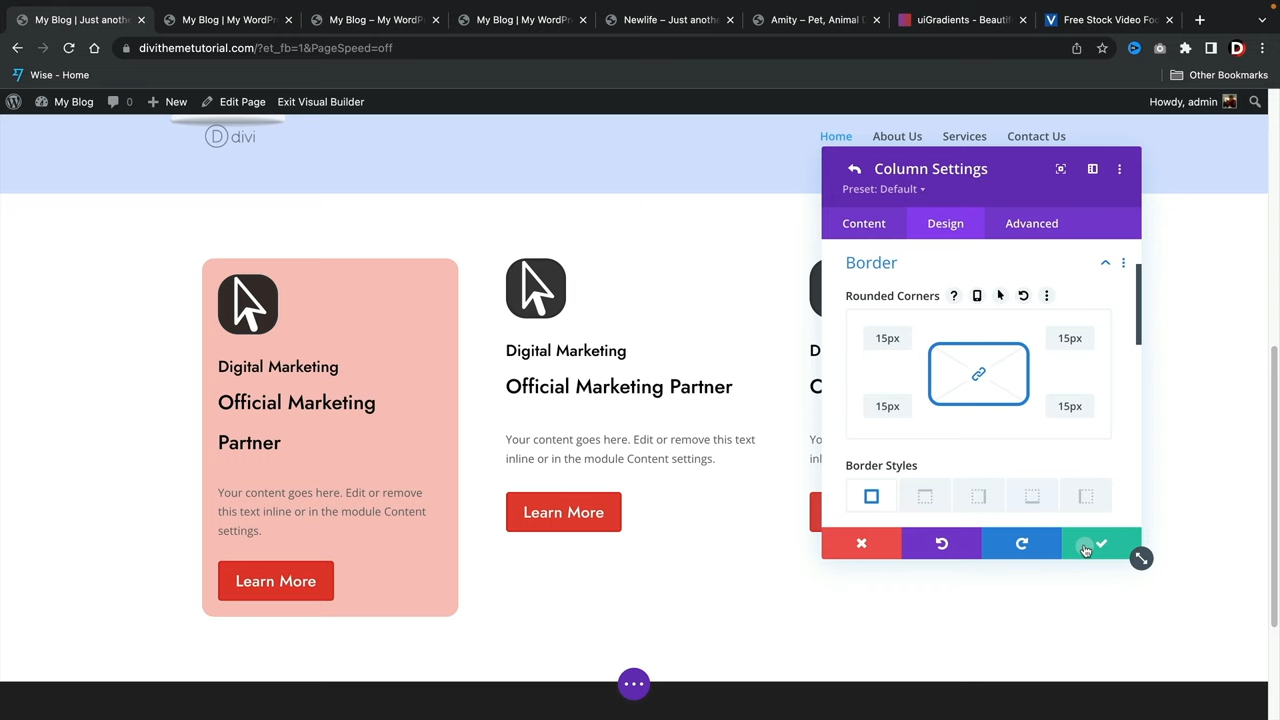 My Blog | Just anoth
My Blog | My WordPre
My Blog – My WordP
My Blog | My WordPre
Newlife – Just anoth
Amity – Pet, Animal D
uiGradients - Beautif
Free Stock Video Foo
divithemetutorial.com/?et_fb=1&PageSpeed=off
Wise - Home
Other Bookmarks
My Blog
0
New
Edit Page
Exit Visual Builder
Howdy, admin
divi
Home
About Us
Services
Contact Us
Column Settings
Preset: Default
Content
Design
Advanced
Border
Rounded Corners
15px
15px
15px
15px
Border Styles
Digital Marketing
Official Marketing
Partner
Your content goes here. Edit or remove
this text inline or in the module Content
settings.
Learn More
Digital Marketing
Official Marketing Partner
Your content goes here. Edit or remove this text
inline or in the module Content settings.
Learn More
D
Yo
inl